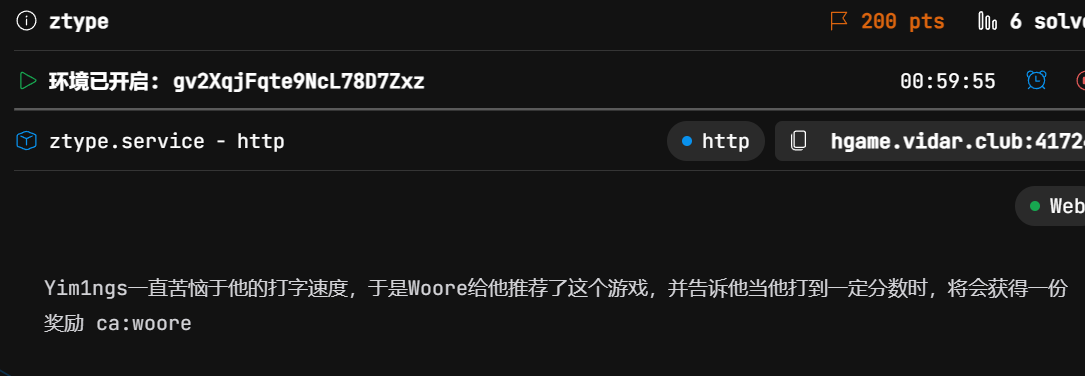 ztype
200 pts
6 solv
环境已开启: gv2XqjFqte9NcL78D7Zxz
00:59:55
ztype.service - http
http
hgame.vidar.club:4172
Web
Yim1ngs一直苦恼于他的打字速度，于是Woore给他推荐了这个游戏，并告诉他当他打到一定分数时，将会获得一份
奖励 ca:woore